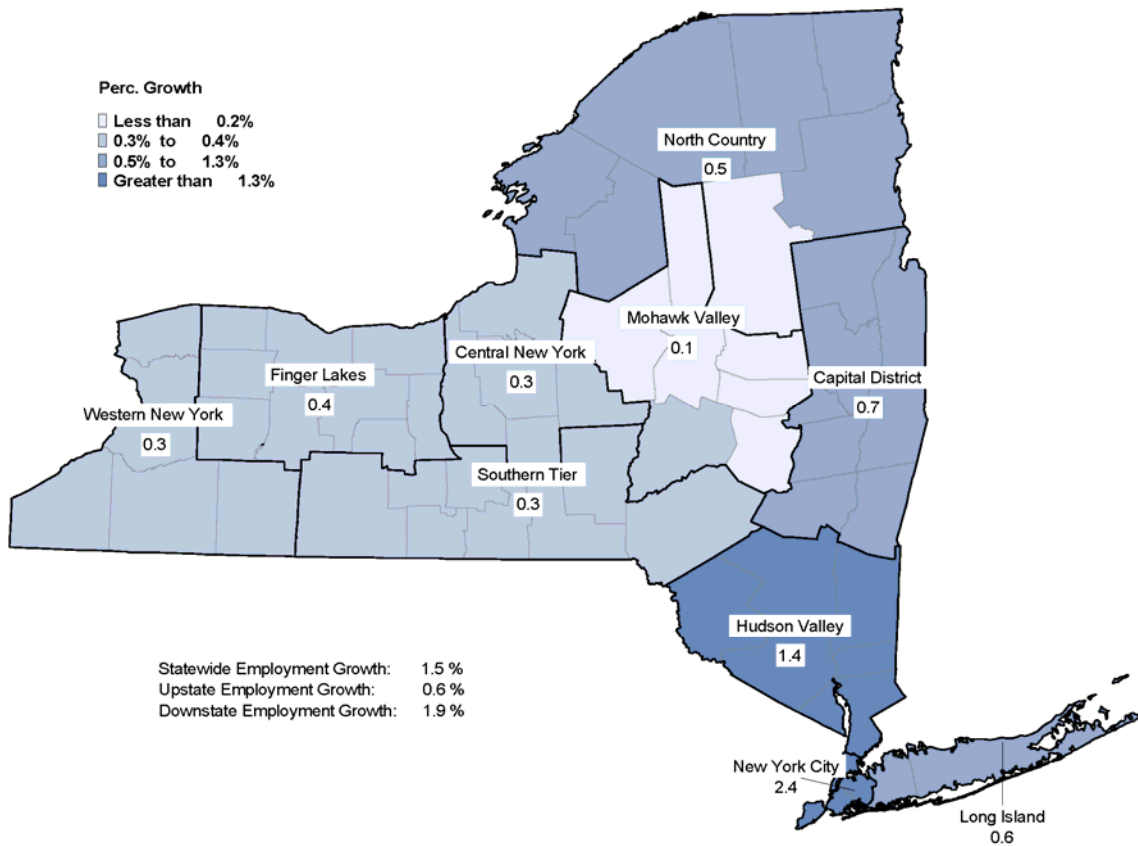 Perc. Growth
Less than 0.2%
0.3% to 0.4%
0.5% to 1.3%
Greater than 1.3%
North Country
0.5
Mohawk Valley
0.1
Central New York
0.3
Finger Lakes
0.4
Capital District
0.7
Western New York
0.3
Southern Tier
0.3
Hudson Valley
1.4
Statewide Employment Growth: 1.5 %
Upstate Employment Growth: 0.6 %
Downstate Employment Growth: 1.9 %
New York City
2.4
Long Island
0.6